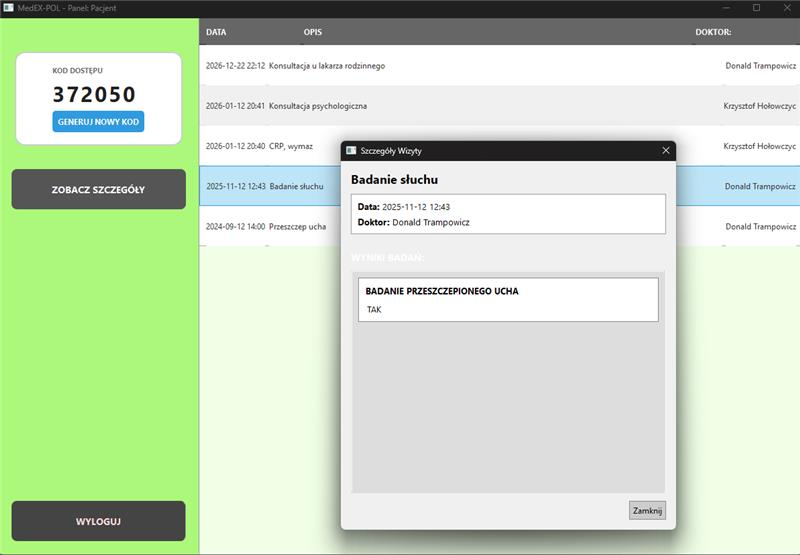 MedEX-POL - Panel: Pacjent
KOD DOSTĘPU
372050
GENERUJ NOWY KOD
ZOBACZ SZCZEGÓŁY
WYLOGUJ
DATA OPIS DOKTOR:
2026-12-22 22:12 Konsultacja u lakarza rodzinnego Donald Trampowicz
2026-01-12 20:41 Konsultacja psychologiczna Krzysztof Hołowczyc
2026-01-12 20:40 CRP, wymaz Krzysztof Hołowczyc
2025-11-12 12:43 Badanie słuchu Donald Trampowicz
2024-09-12 14:00 Przeszczep ucha Donald Trampowicz
Szczegóły Wizyty
Badanie słuchu
Data: 2025-11-12 12:43
Doktor: Donald Trampowicz
WYNIKI BADAŃ:
BADANIE PRZESZCZEPIONEGO UCHA
TAK
Zamknij